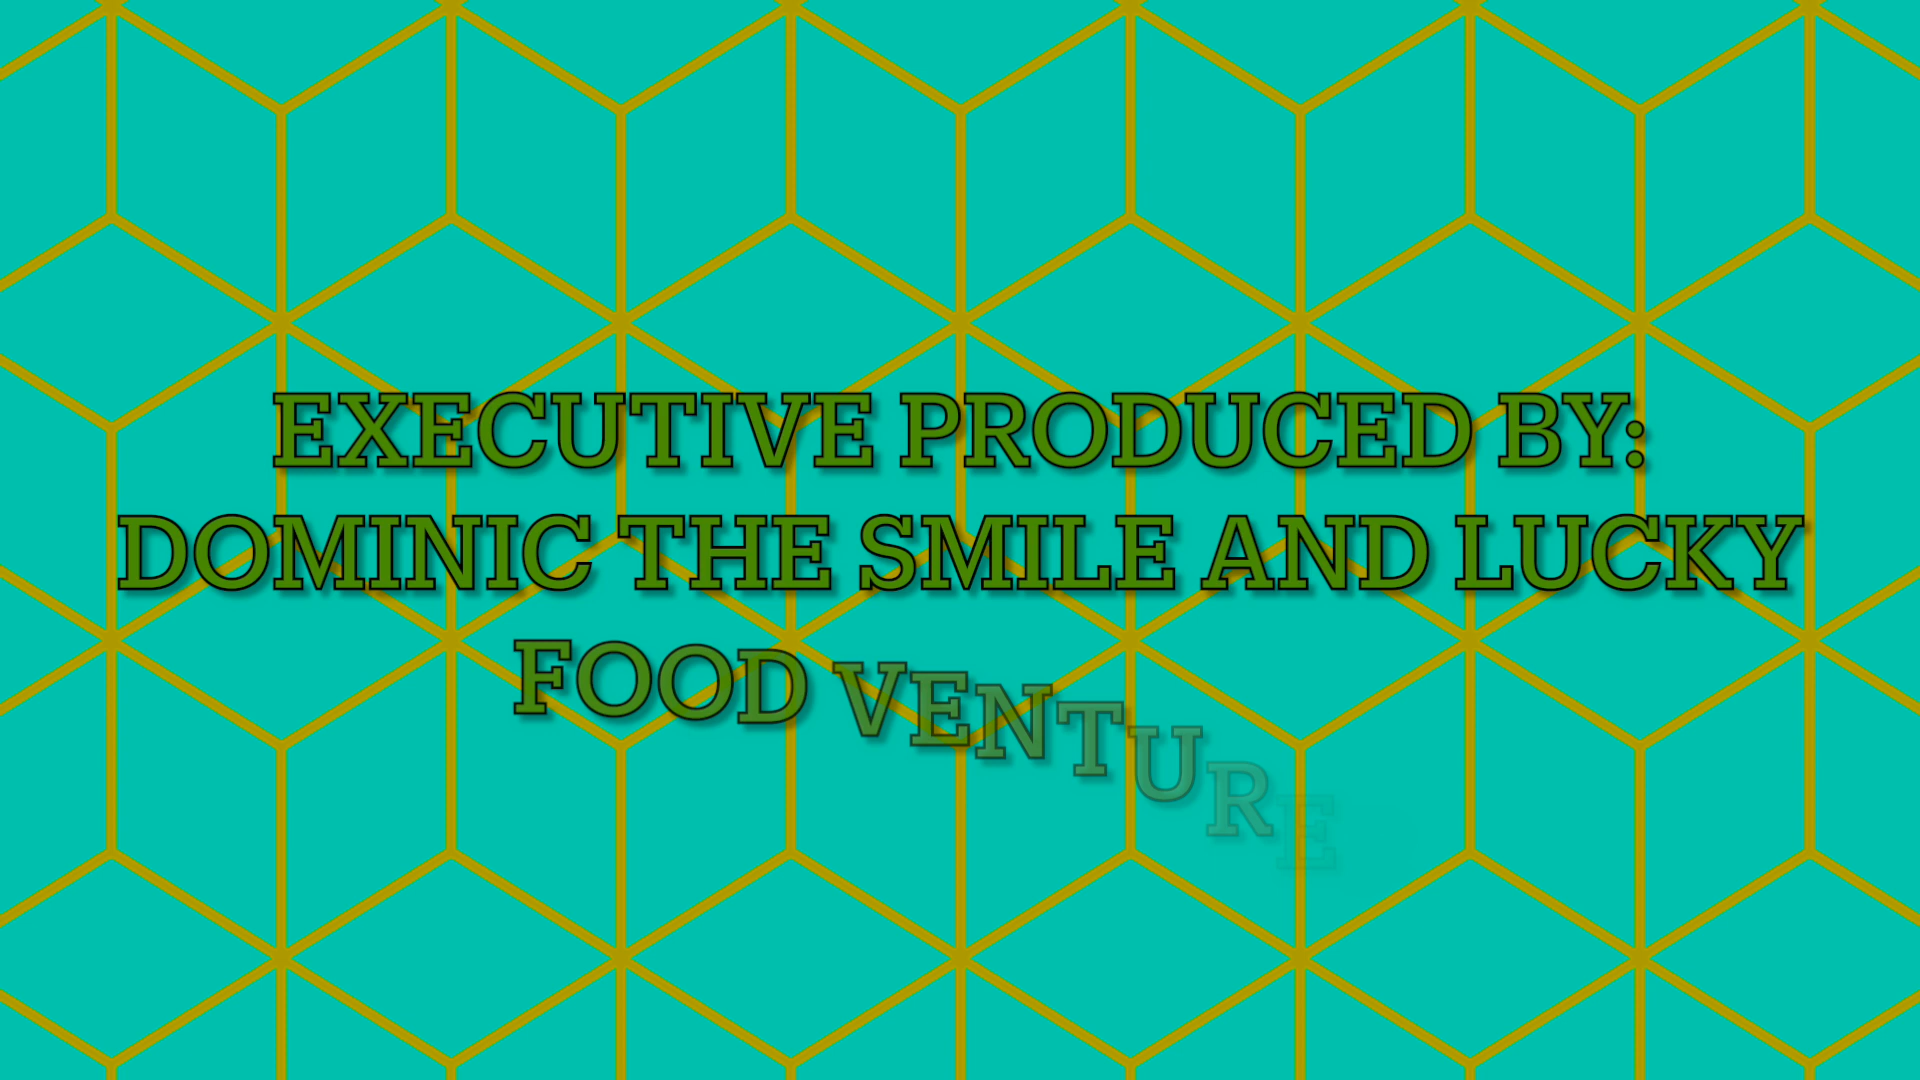 EXECUTIVE PRODUCED BY:
DOMINIC THE SMILE AND LUCKY
FOOD VENTURE